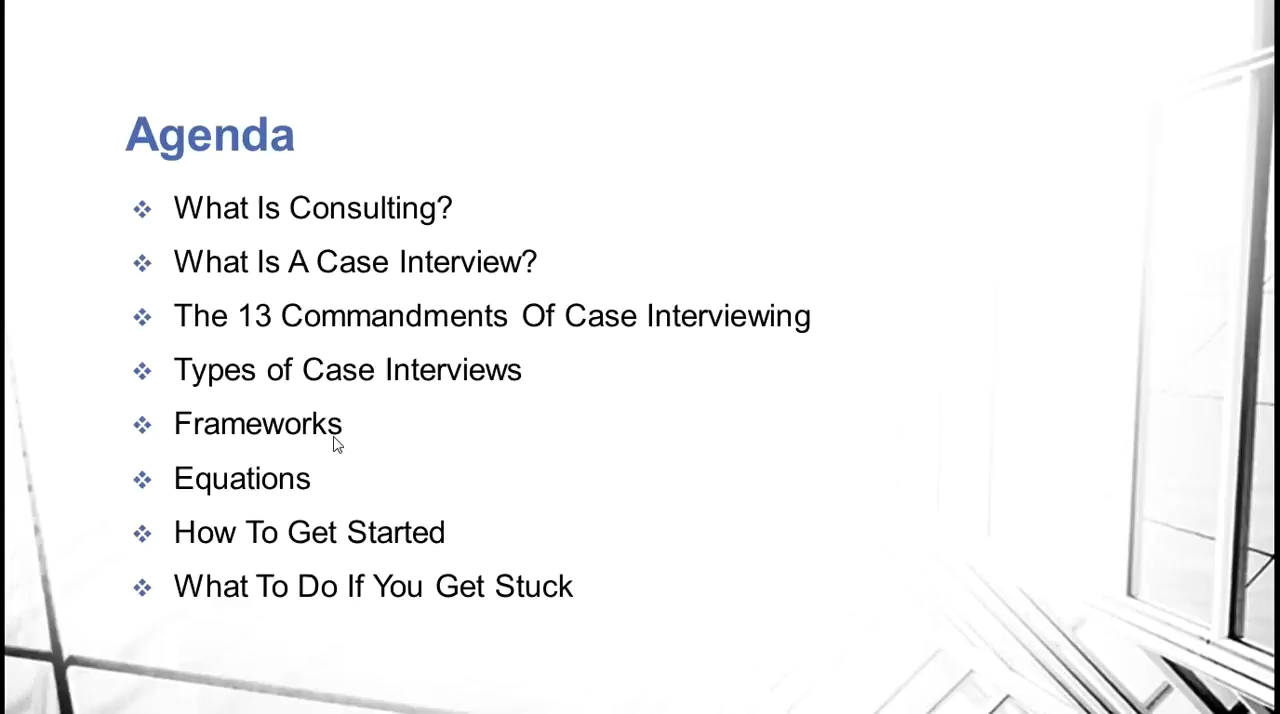 Agenda
What Is Consulting?
What Is A Case Interview?
The 13 Commandments Of Case Interviewing
Types of Case Interviews
Frameworks
Equations
How To Get Started
What To Do If You Get Stuck